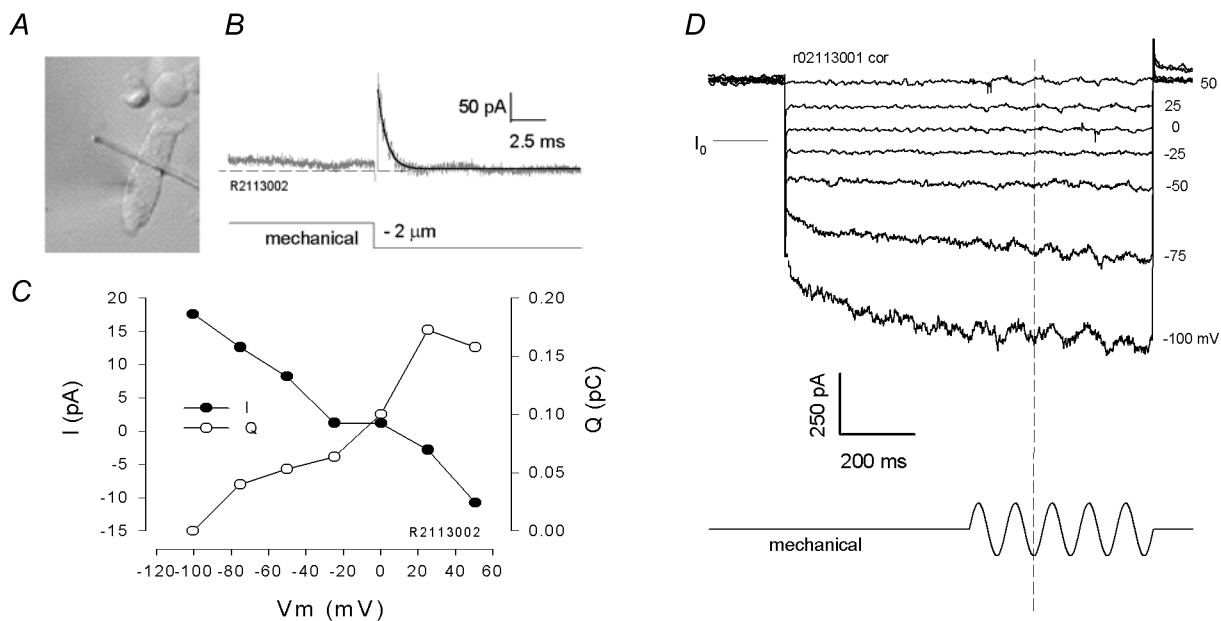 A
B
50 pA
2.5 ms
R2113002
mechanical
- 2 μm
C
20
15
10
5
0
-5
-10
-15
I (pA)
I
Q
0.20
0.15
0.10
0.05
0.00
Q (pC)
R2113002
-120 -100 -80 -60 -40 -20 0 20 40 60
Vm (mV)
D
r02113001 cor
50
25
0
I₀
-25
-50
-75
-100 mV
250 pA
200 ms
mechanical